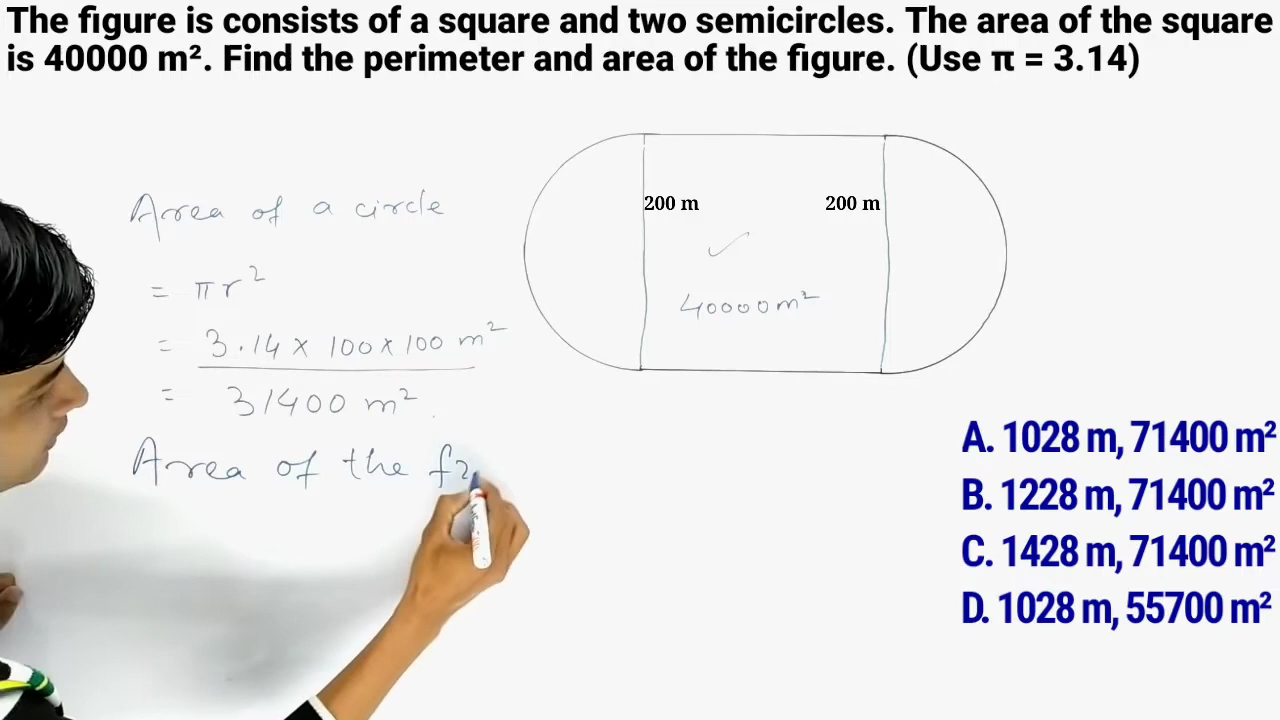 The figure is consists of a square and two semicircles. The area of the square
is 40000 m². Find the perimeter and area of the figure. (Use π = 3.14)
Area of a circle
= πr²
= 3.14 × 100 × 100 m²
= 31400 m².
Area of the
200 m 200 m
40000 m²
A. 1028 m, 71400 m²
B. 1228 m, 71400 m²
C. 1428 m, 71400 m²
D. 1028 m, 55700 m²